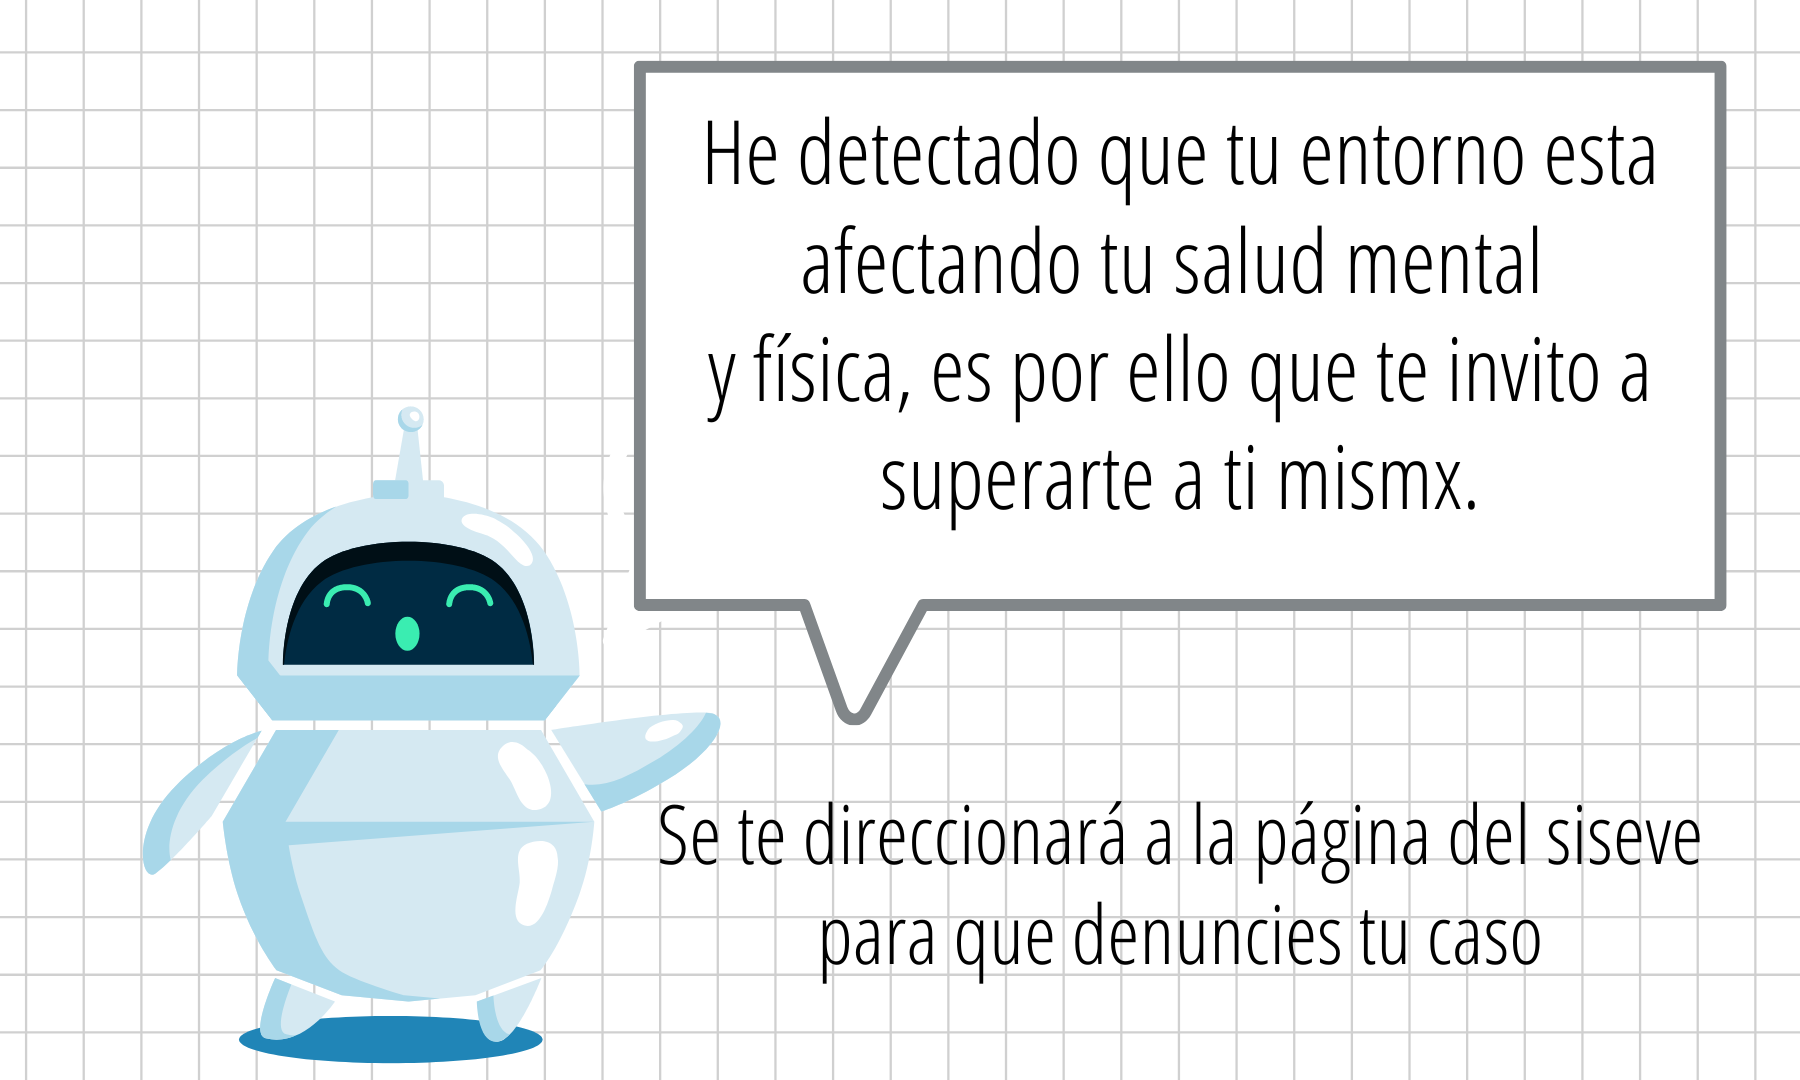 He detectado que tu entorno esta
afectando tu salud mental
y física, es por ello que te invito a
superarte a ti mismx.
Se te direccionará a la página del siseve
para que denuncies tu caso